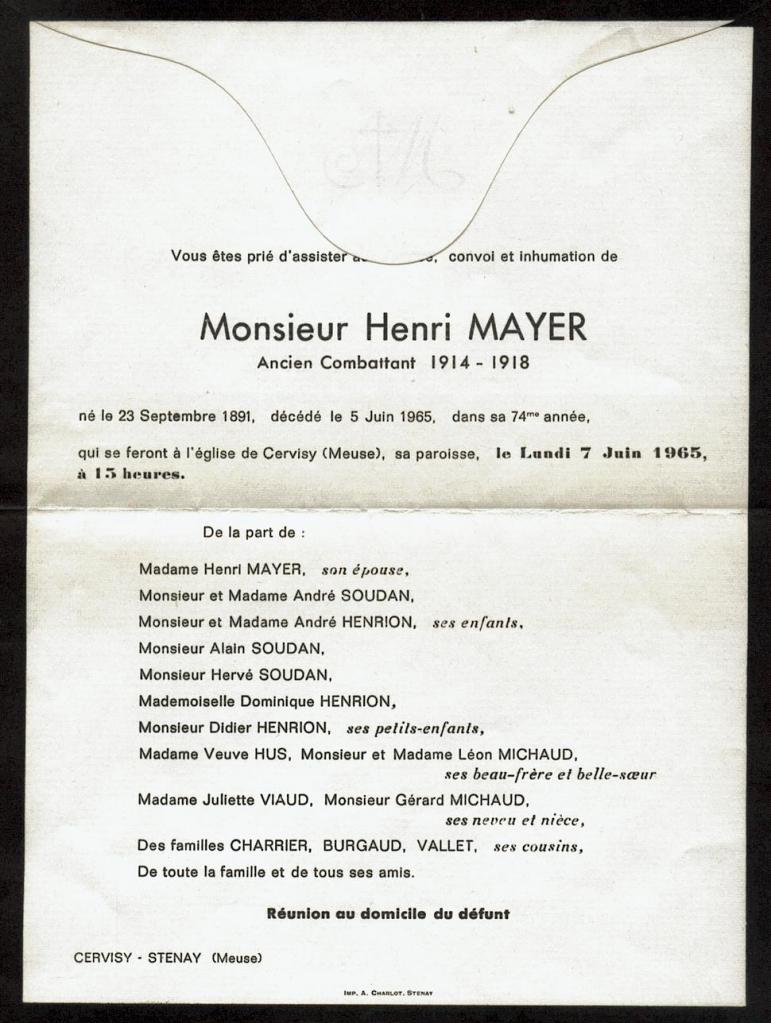 Vous êtes prié d'assister convoi et inhumation de
Monsieur Henri MAYER
Ancien Combattant 1914 - 1918
né le 23 Septembre 1891, décédé le 5 Juin 1965, dans sa 74me année,
qui se feront à l'église de Cervisy (Meuse), sa paroisse, le Lundi 7 Juin 1965,
à 15 heures.
De la part de :
Madame Henri MAYER, son épouse,
Monsieur et Madame André SOUDAN,
Monsieur et Madame André HENRION, ses enfants,
Monsieur Alain SOUDAN,
Monsieur Hervé SOUDAN,
Mademoiselle Dominique HENRION,
Monsieur Didier HENRION, ses petits-enfants,
Madame Veuve HUS, Monsieur et Madame Léon MICHAUD,
ses beau-frère et belle-sœur
Madame Juliette VIAUD, Monsieur Gérard MICHAUD,
ses neveu et nièce,
Des familles CHARRIER, BURGAUD, VALLET, ses cousins,
De toute la famille et de tous ses amis.
Réunion au domicile du défunt
CERVISY - STENAY (Meuse)
IMP. A. CHARLOT, STENAY